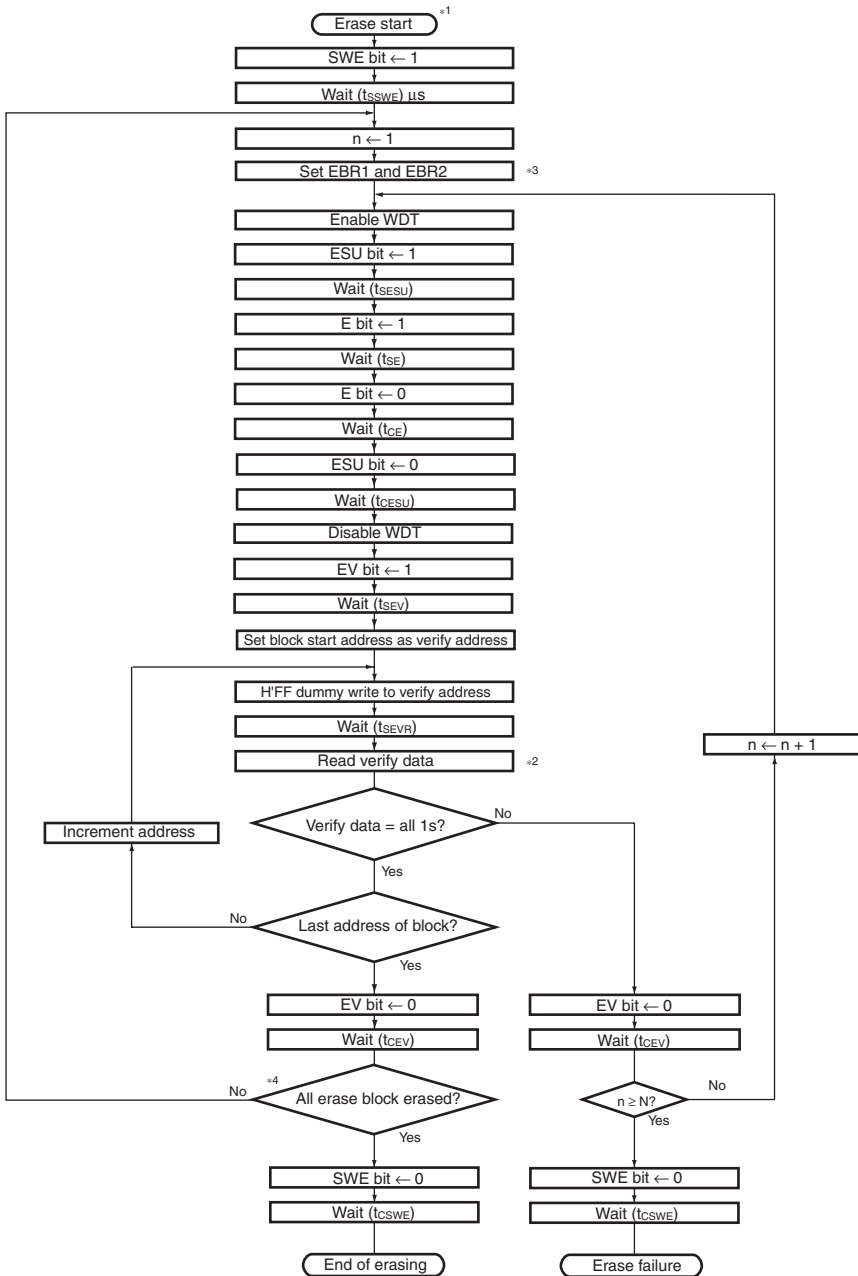 Erase start *1
SWE bit ← 1
Wait (tSSWE) µs
n ← 1
Set EBR1 and EBR2 *3
Enable WDT
ESU bit ← 1
Wait (tSESU)
E bit ← 1
Wait (tSE)
E bit ← 0
Wait (tCE)
ESU bit ← 0
Wait (tCESU)
Disable WDT
EV bit ← 1
Wait (tSEV)
Set block start address as verify address
H'FF dummy write to verify address
Wait (tSEVR)
n ← n + 1
Read verify data *2
Verify data = all 1s?
No
Increment address
Yes
Last address of block?
No
Yes
EV bit ← 0
EV bit ← 0
Wait (tCEV)
Wait (tCEV)
*4
No
All erase block erased?
n ≥ N?
No
Yes
Yes
SWE bit ← 0
SWE bit ← 0
Wait (tCSWE)
Wait (tCSWE)
End of erasing
Erase failure